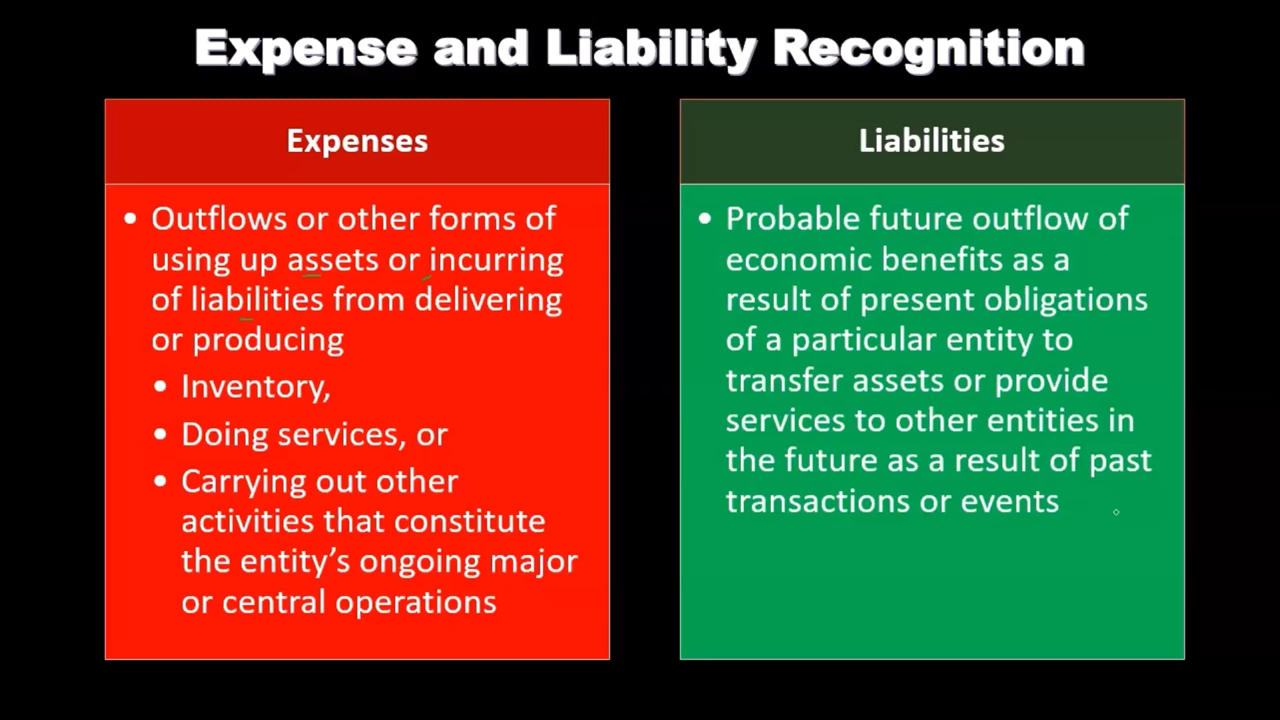 Expense and Liability Recognition
Expenses
• Outflows or other forms of
using up assets or incurring
of liabilities from delivering
or producing
• Inventory,
• Doing services, or
• Carrying out other
activities that constitute
the entity’s ongoing major
or central operations
Liabilities
• Probable future outflow of
economic benefits as a
result of present obligations
of a particular entity to
transfer assets or provide
services to other entities in
the future as a result of past
transactions or events